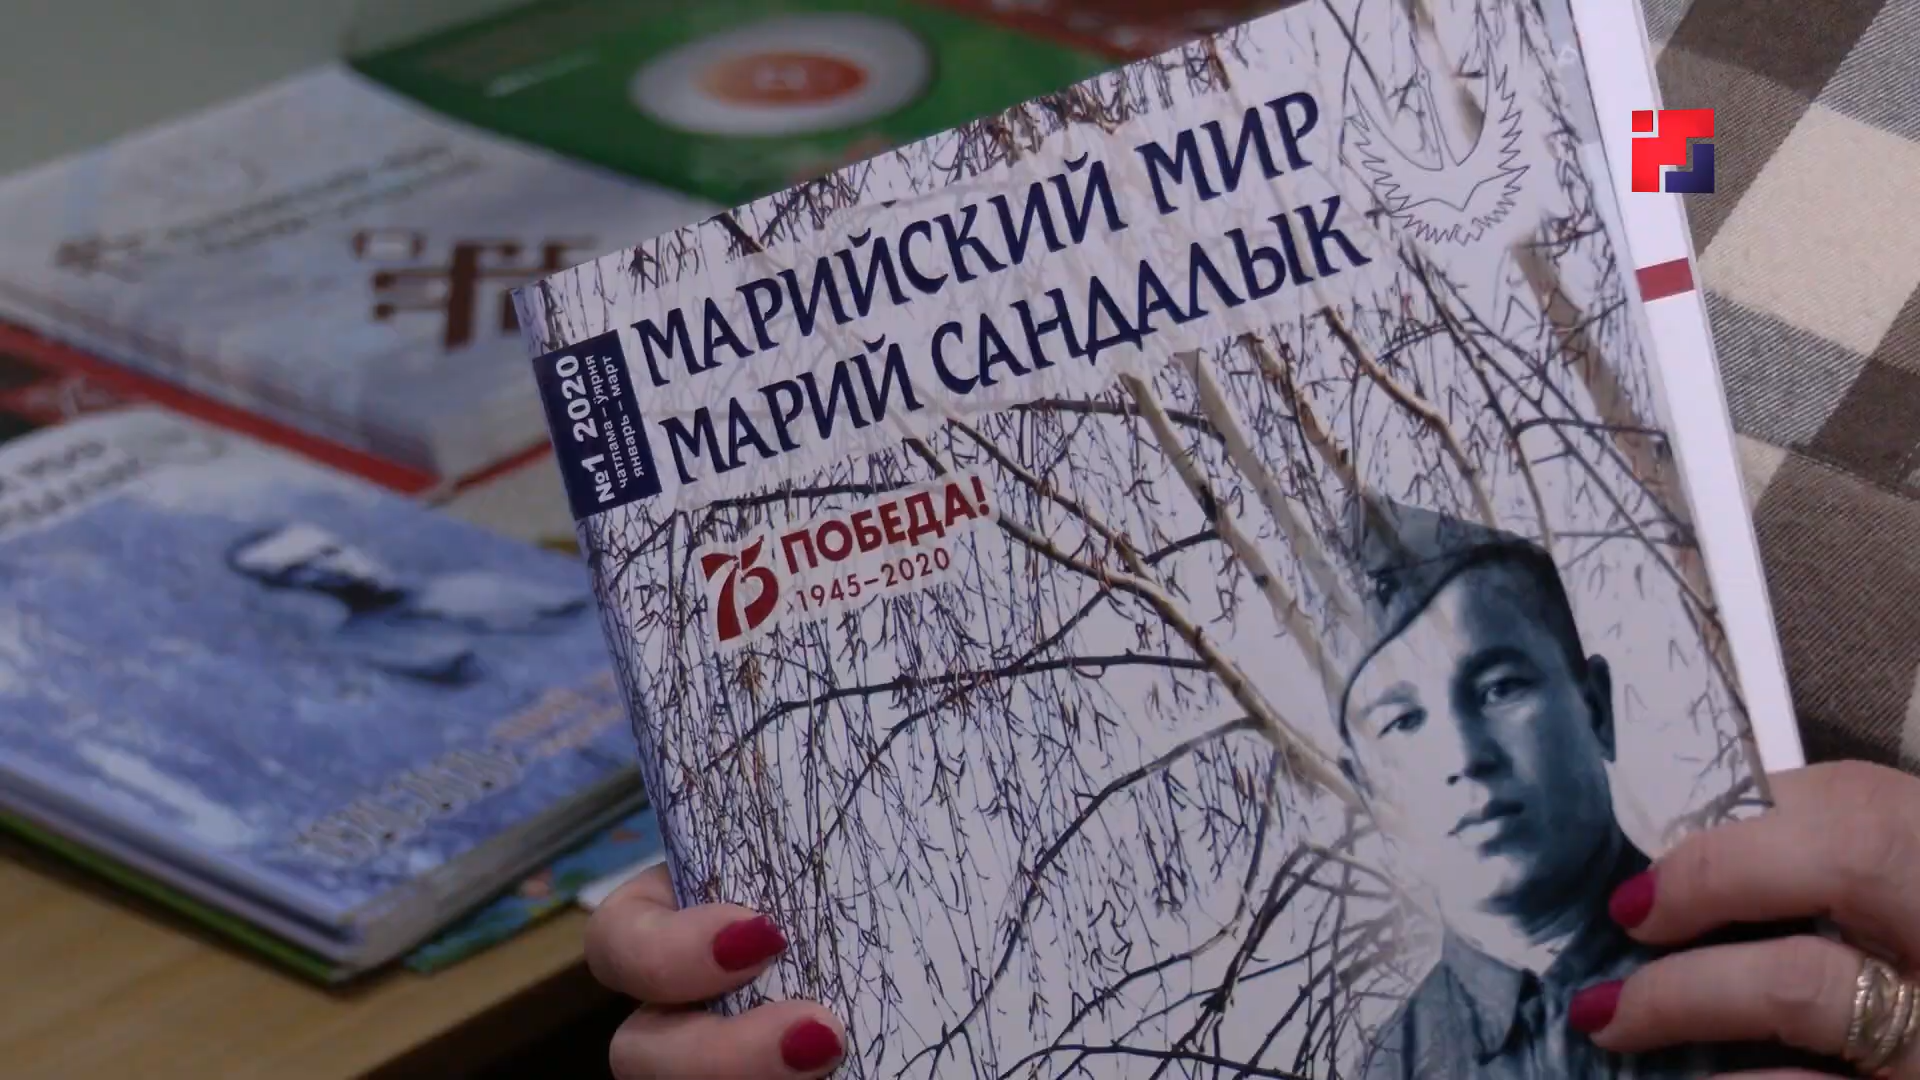 МАРИЙСКИЙ МИР
МАРИЙ САНДАЛЫК
№1 2020
чатлама – ӱярня
январь – март
75 ПОБЕДА!
1945–2020